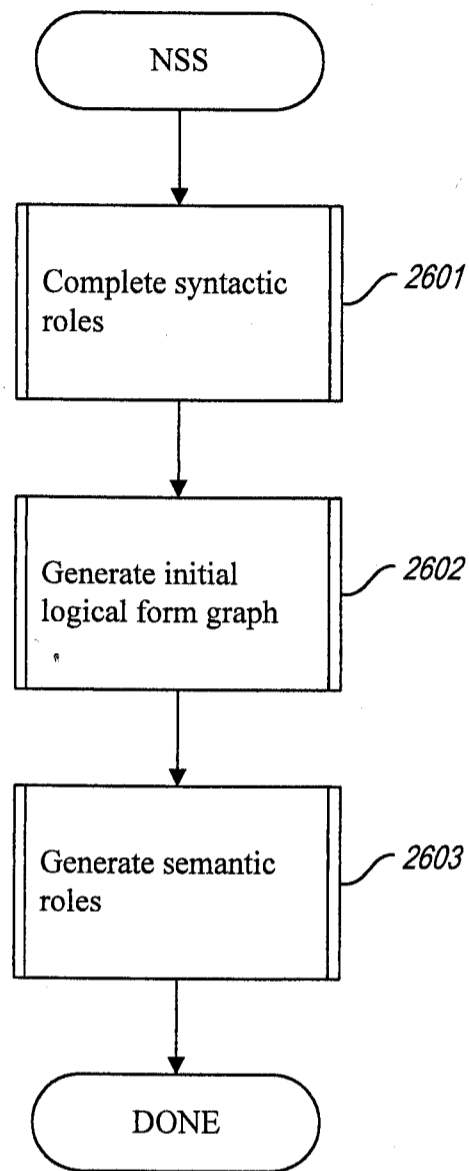 NSS
Complete syntactic
roles
2601
Generate initial
logical form graph
2602
Generate semantic
roles
2603
DONE